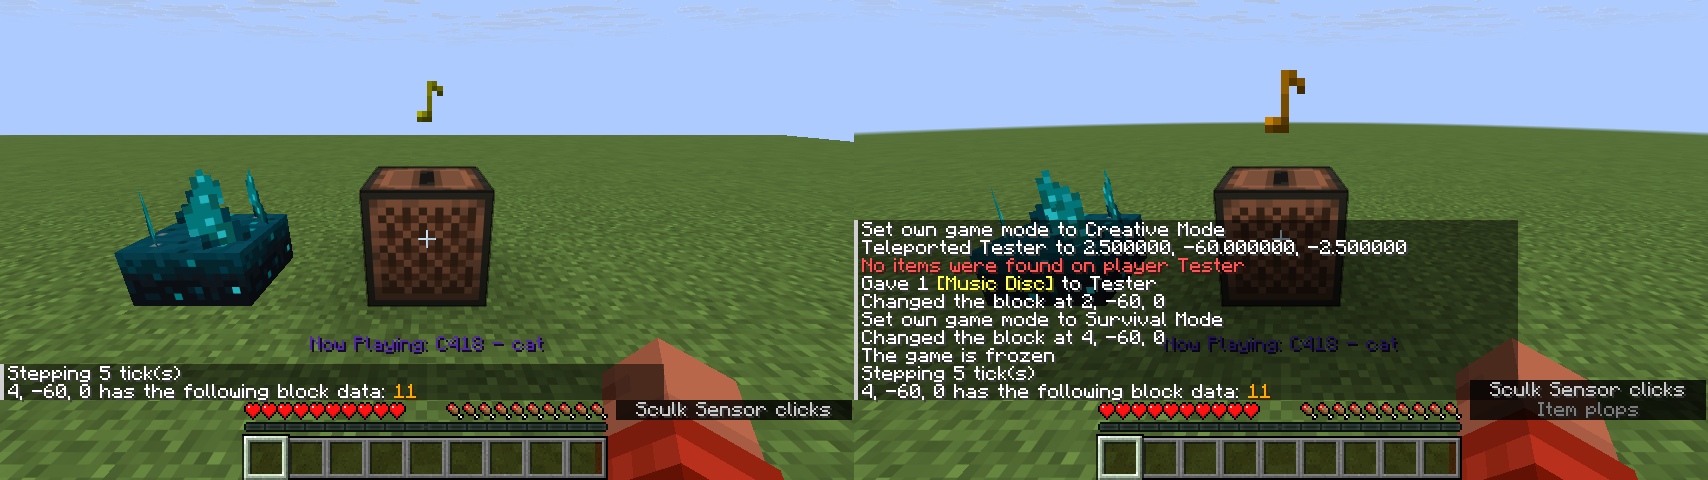 Now Playing: C418 - cat
Stepping 5 tick(s)
4, -60, 0 has the following block data: 11
Sculk Sensor clicks
Set own game mode to Creative Mode
Teleported Tester to 2.500000, -60.000000, -2.500000
No items were found on player Tester
Gave 1 [Music Disc] to Tester
Changed the block at 2, -60, 0
Set own game mode to Survival Mode
Changed the block at 4, -60, 0
Now Playing: C418 - cat
The game is frozen
Stepping 5 tick(s)
4, -60, 0 has the following block data: 11
Sculk Sensor clicks
Item plops